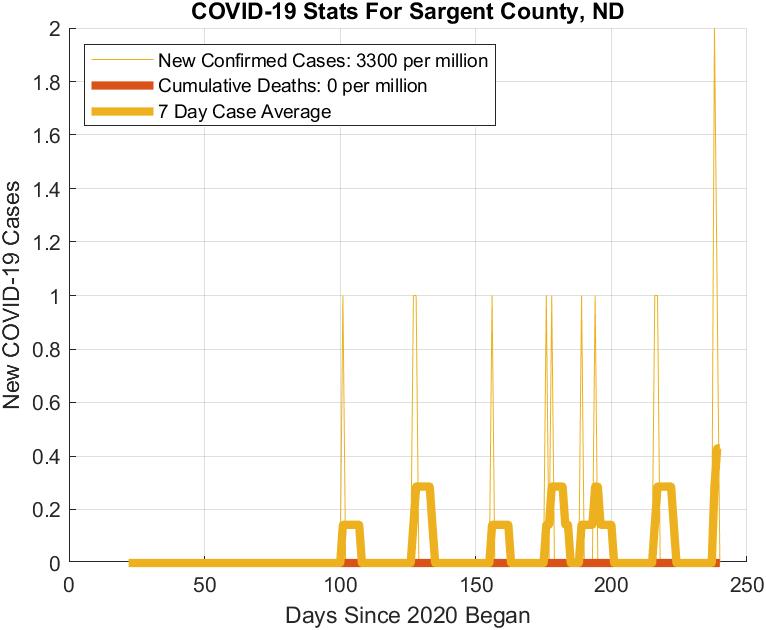 COVID-19 Stats For Sargent County, ND
New Confirmed Cases: 3300 per million
Cumulative Deaths: 0 per million
7 Day Case Average
New COVID-19 Cases
2
1.8
1.6
1.4
1.2
1
0.8
0.6
0.4
0.2
0
0 50 100 150 200 250
Days Since 2020 Began